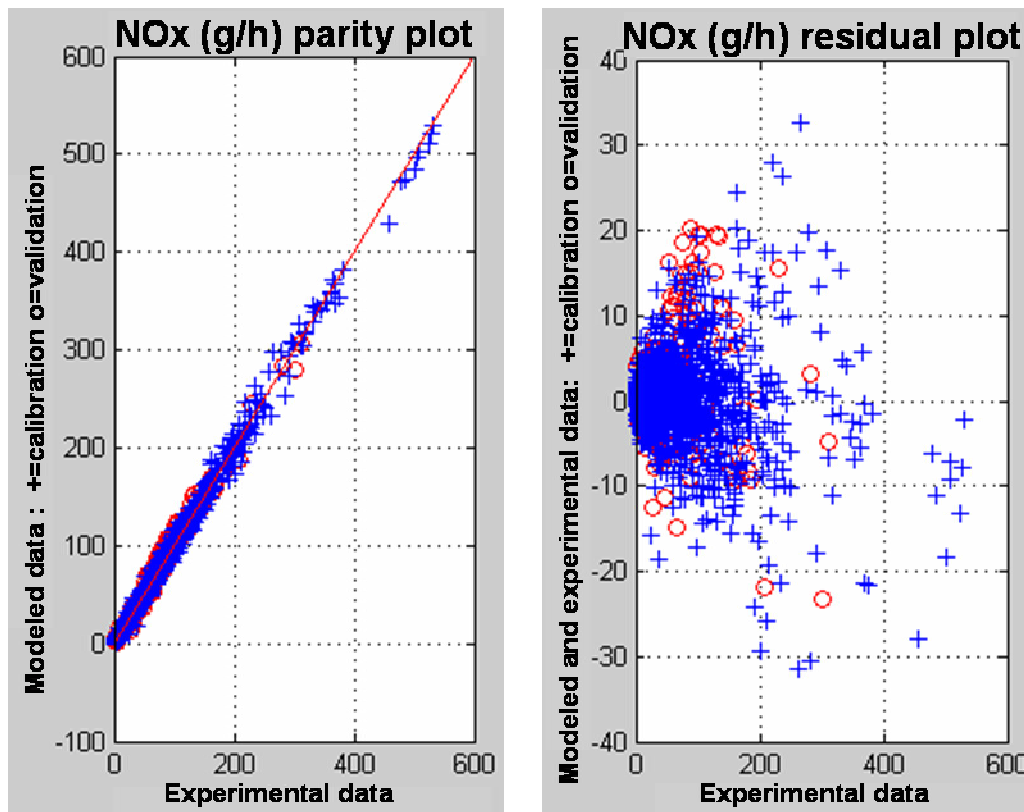 NOx (g/h) parity plot
Modeled data : +=calibration o=validation
600
500
400
300
200
100
0
-100
0 200 400 600
Experimental data
NOx (g/h) residual plot
Modeled and experimental data: +=calibration o=validation
40
30
20
10
0
-10
-20
-30
-40
0 200 400 600
Experimental data